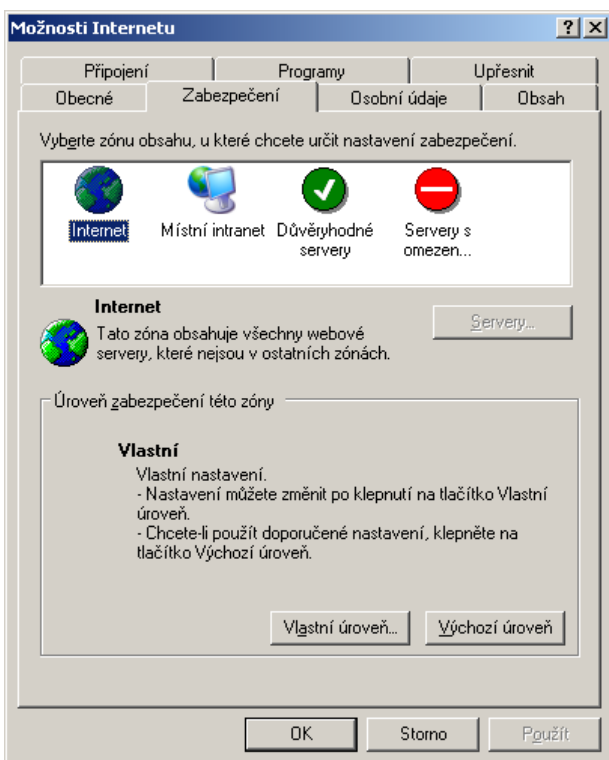 Možnosti Internetu
Připojení Programy Upřesnit
Obecné Zabezpečení Osobní údaje Obsah
Vyberte zónu obsahu, u které chcete určit nastavení zabezpečení.
Internet Místní intranet Důvěryhodné servery Servery s omezen...
Internet
Tato zóna obsahuje všechny webové
servery, které nejsou v ostatních zónách.
Servery...
Úroveň zabezpečení této zóny
Vlastní
Vlastní nastavení.
- Nastavení můžete změnit po klepnutí na tlačítko Vlastní
úroveň.
- Chcete-li použít doporučené nastavení, klepněte na
tlačítko Výchozí úroveň.
Vlastní úroveň... Výchozí úroveň
OK Storno Použít